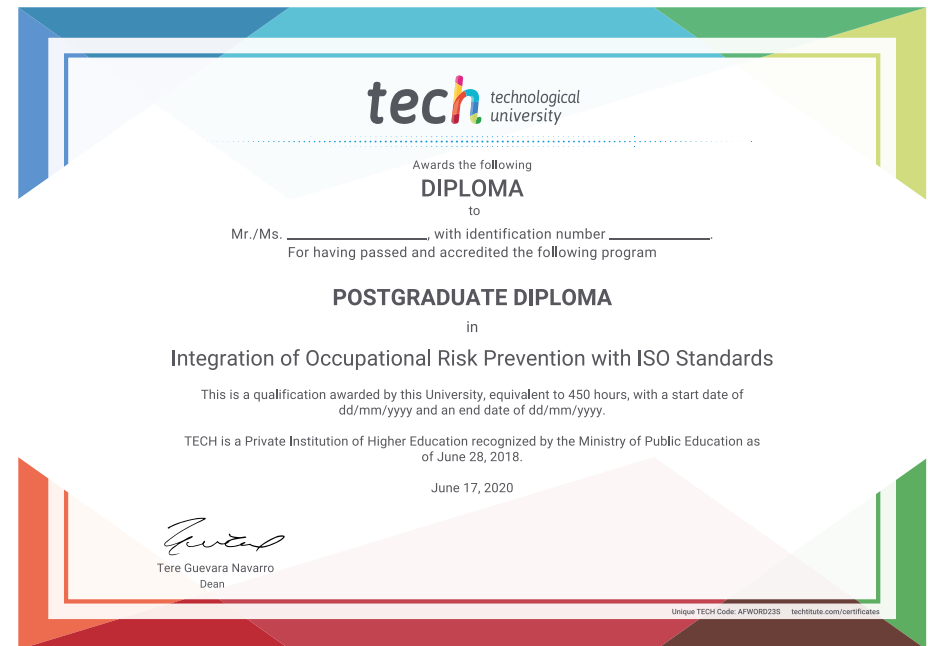 tech technological
university
Awards the following
DIPLOMA
to
Mr./Ms. ____________________, with identification number ______________.
For having passed and accredited the following program
POSTGRADUATE DIPLOMA
in
Integration of Occupational Risk Prevention with ISO Standards
This is a qualification awarded by this University, equivalent to 450 hours, with a start date of
dd/mm/yyyy and an end date of dd/mm/yyyy.
TECH is a Private Institution of Higher Education recognized by the Ministry of Public Education as
of June 28, 2018.
June 17, 2020
Tere Guevara Navarro
Dean
Unique TECH Code: AFWORD23S techtitute.com/certificates